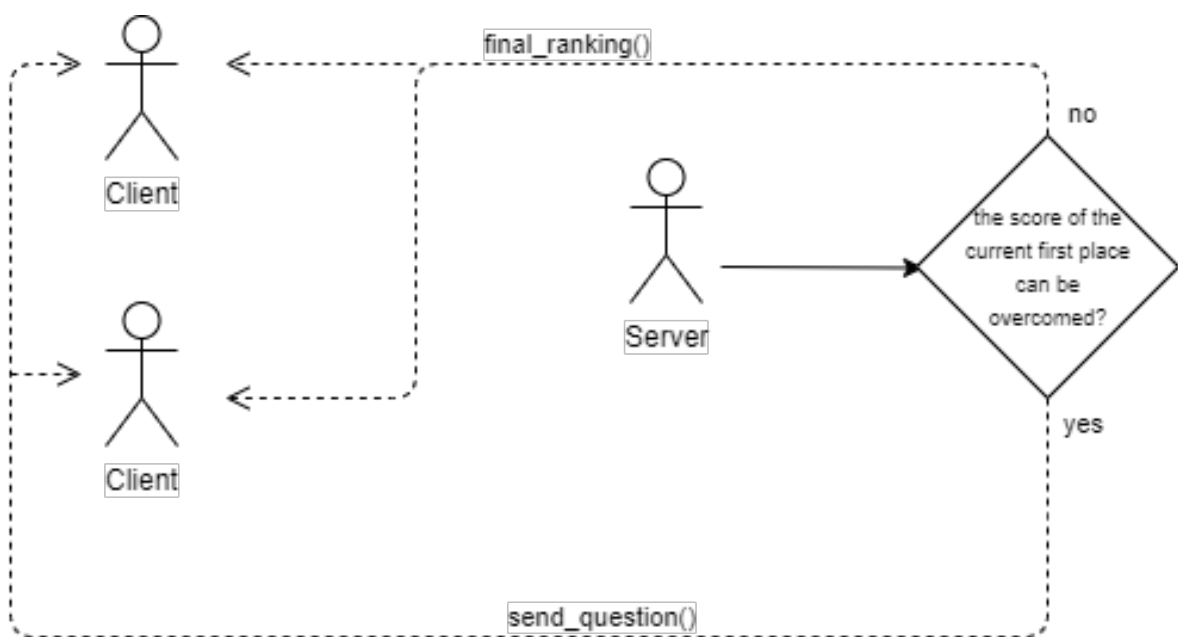 final_ranking()
no
Client
the score of the
current first place
can be
overcomed?
Server
yes
Client
send_question()